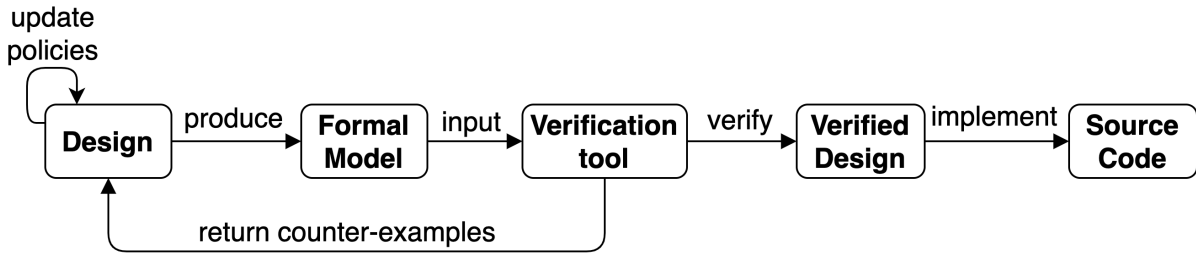 update
policies
Design
produce
Formal
Model
input
Verification
tool
verify
Verified
Design
implement
Source
Code
return counter-examples